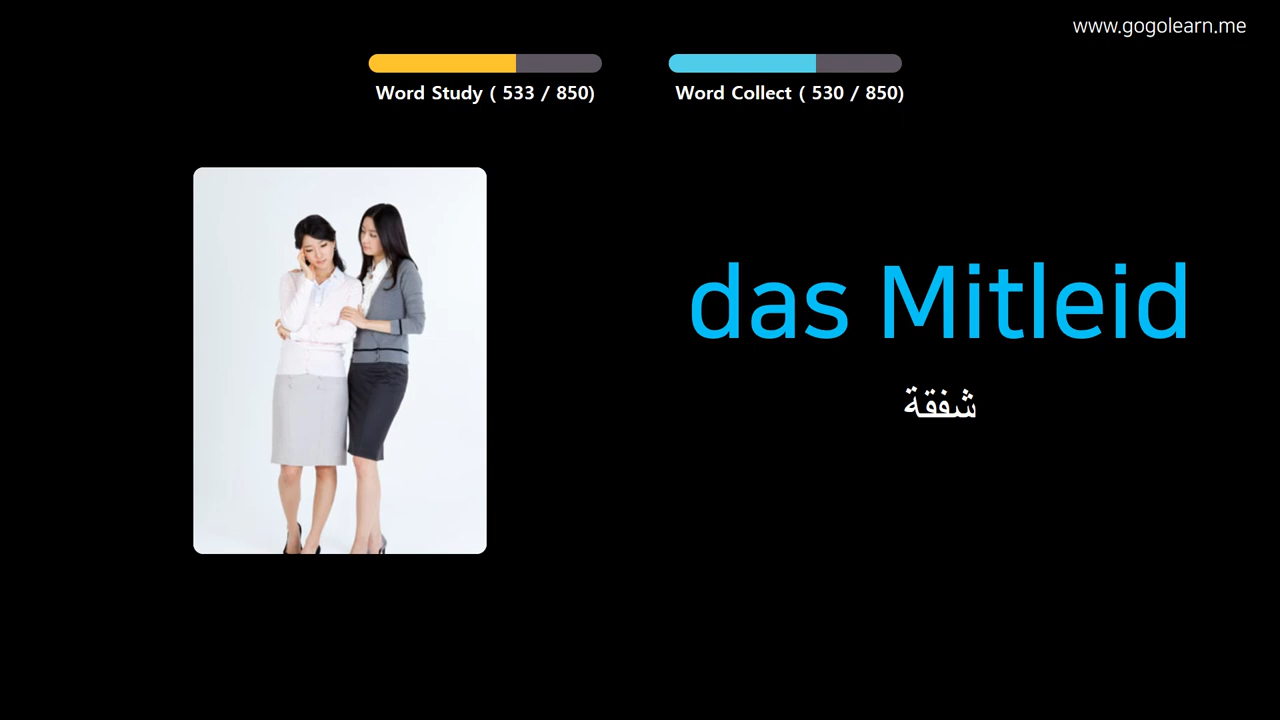 www.gogolearn.me
Word Study ( 533 / 850)
Word Collect ( 530 / 850)
das Mitleid
شفقة